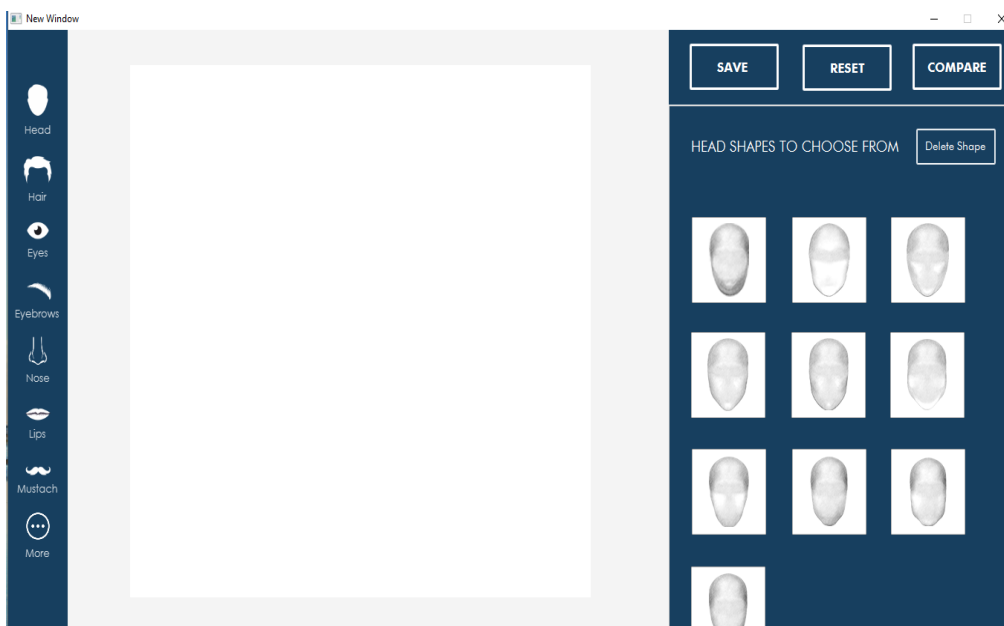 New Window
Head
Hair
Eyes
Eyebrows
Nose
Lips
Mustach
More
SAVE
RESET
COMPARE
HEAD SHAPES TO CHOOSE FROM
Delete Shape